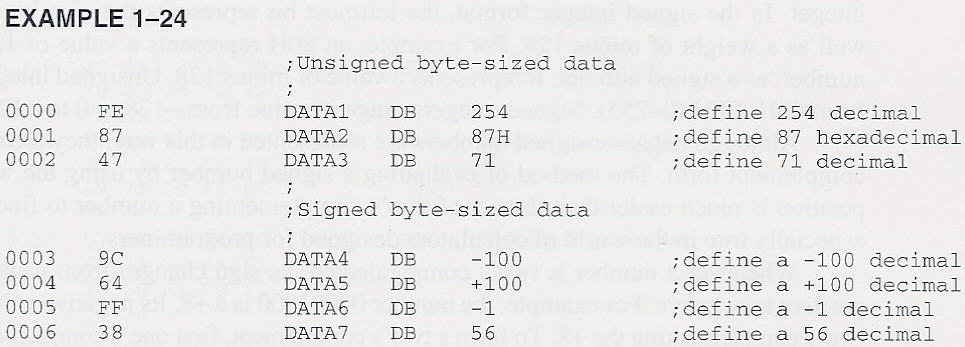 EXAMPLE 1–24
;Unsigned byte-sized data
;
0000 FE DATA1 DB 254 ;define 254 decimal
0001 87 DATA2 DB 87H ;define 87 hexadecimal
0002 47 DATA3 DB 71 ;define 71 decimal
;
;Signed byte-sized data
;
0003 9C DATA4 DB -100 ;define a -100 decimal
0004 64 DATA5 DB +100 ;define a +100 decimal
0005 FF DATA6 DB -1 ;define a -1 decimal
0006 38 DATA7 DB 56 ;define a 56 decimal